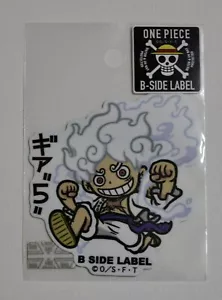 ONE PIECE
B-SIDE LABEL
ギア"5"
B SIDE LABEL
©O/S・F・T